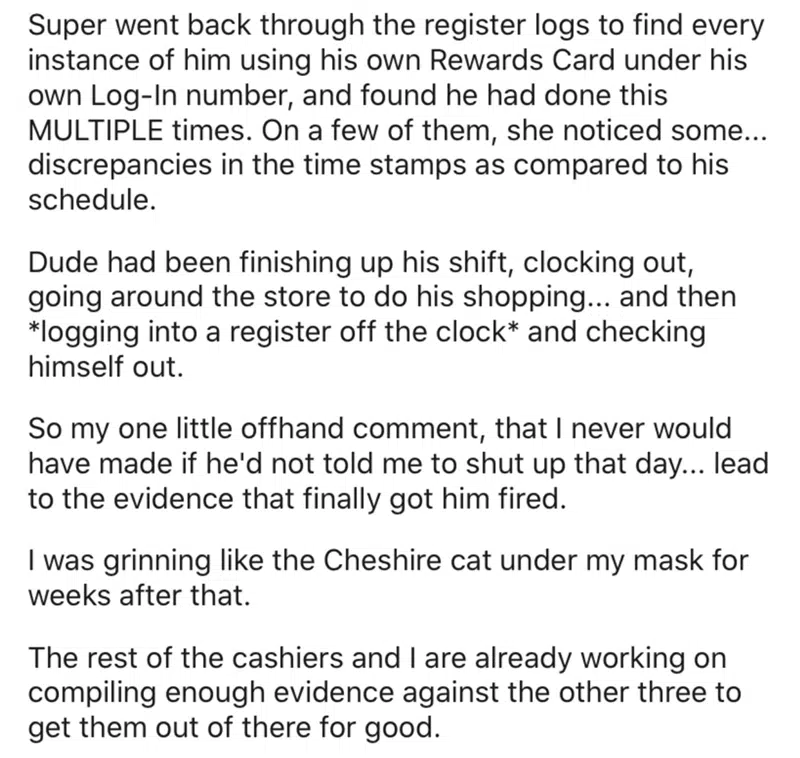 Super went back through the register logs to find every
instance of him using his own Rewards Card under his
own Log-In number, and found he had done this
MULTIPLE times. On a few of them, she noticed some...
discrepancies in the time stamps as compared to his
schedule.
Dude had been finishing up his shift, clocking out,
going around the store to do his shopping... and then
*logging into a register off the clock* and checking
himself out.
So my one little offhand comment, that I never would
have made if he'd not told me to shut up that day... lead
to the evidence that finally got him fired.
I was grinning like the Cheshire cat under my mask for
weeks after that.
The rest of the cashiers and I are already working on
compiling enough evidence against the other three to
get them out of there for good.